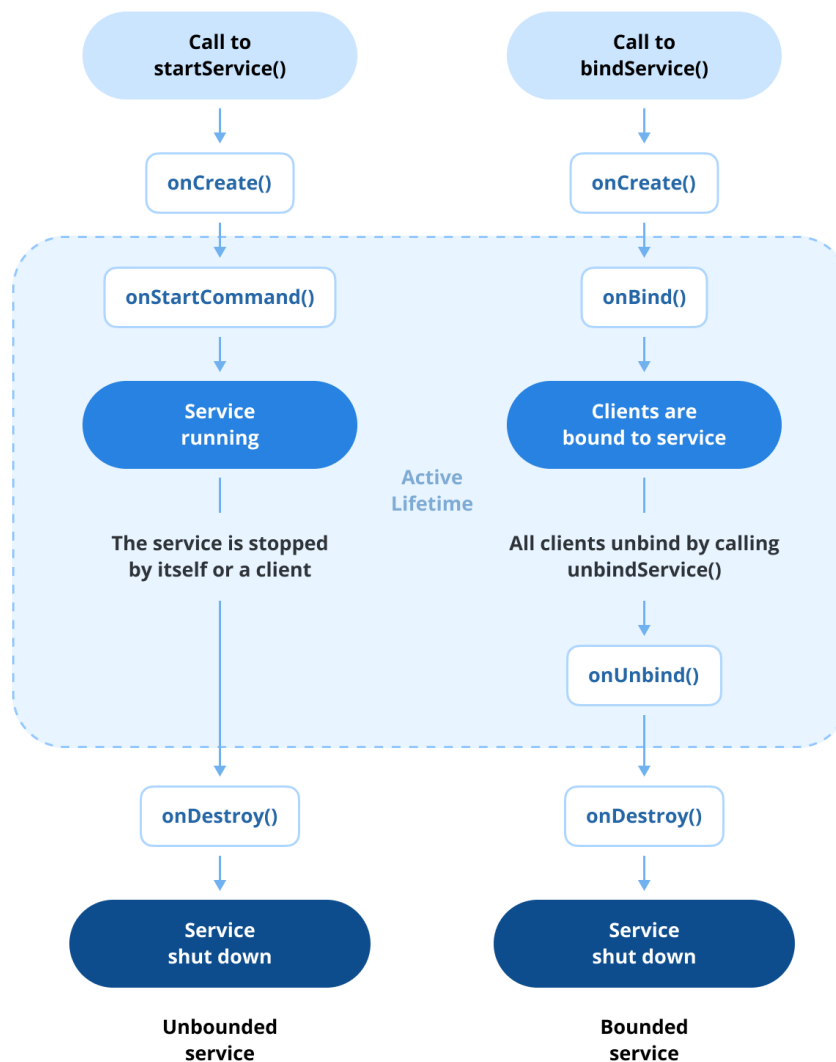 Call to
startService()
onCreate()
onStartCommand()
Service
running
The service is stopped
by itself or a client
onDestroy()
Service
shut down
Unbounded
service
Active
Lifetime
Call to
bindService()
onCreate()
onBind()
Clients are
bound to service
All clients unbind by calling
unbindService()
onUnbind()
onDestroy()
Service
shut down
Bounded
service